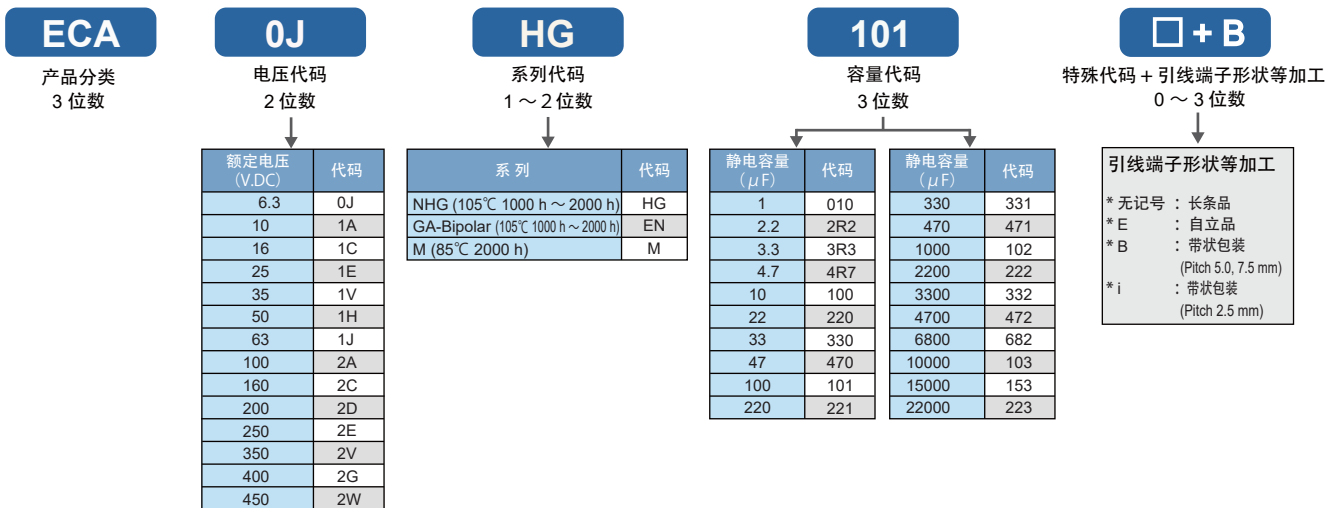 ECA
0J
HG
101
□ + B
产品分类
3 位数
电压代码
2 位数
系列代码
1 ～ 2 位数
容量代码
3 位数
特殊代码 + 引线端子形状等加工
0 ～ 3 位数
额定电压
(V.DC)
代码
6.3 0J
10 1A
16 1C
25 1E
35 1V
50 1H
63 1J
100 2A
160 2C
200 2D
250 2E
350 2V
400 2G
450 2W
系 列 代码
NHG (105℃ 1000 h ～ 2000 h) HG
GA-Bipolar (105℃ 1000 h ～ 2000 h) EN
M (85℃ 2000 h) M
静电容量
(μF)
代码
1 010
2.2 2R2
3.3 3R3
4.7 4R7
10 100
22 220
33 330
47 470
100 101
220 221
静电容量
(μF)
代码
330 331
470 471
1000 102
2200 222
3300 332
4700 472
6800 682
10000 103
15000 153
22000 223
引线端子形状等加工
* 无记号 ：长条品
* E ：自立品
* B ：带状包装
(Pitch 5.0, 7.5 mm)
* i ：带状包装
(Pitch 2.5 mm)